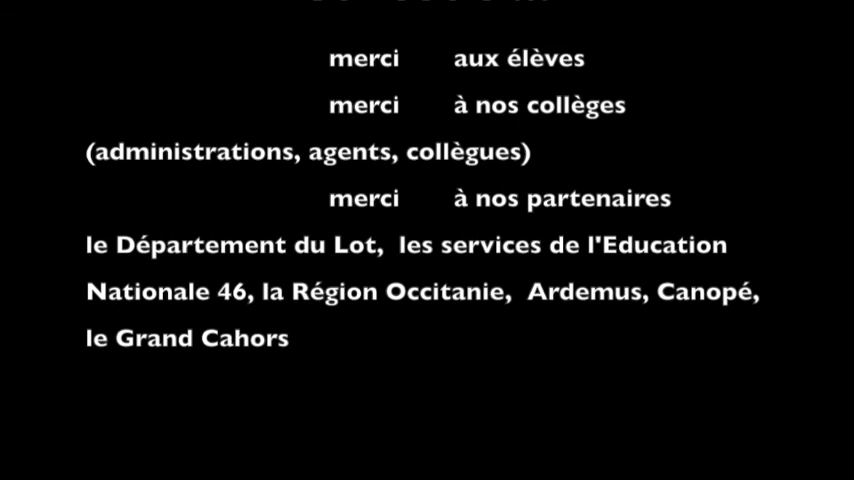 merci aux élèves
merci à nos collèges
(administrations, agents, collègues)
merci à nos partenaires
le Département du Lot, les services de l'Education
Nationale 46, la Région Occitanie, Ardemus, Canopé,
le Grand Cahors